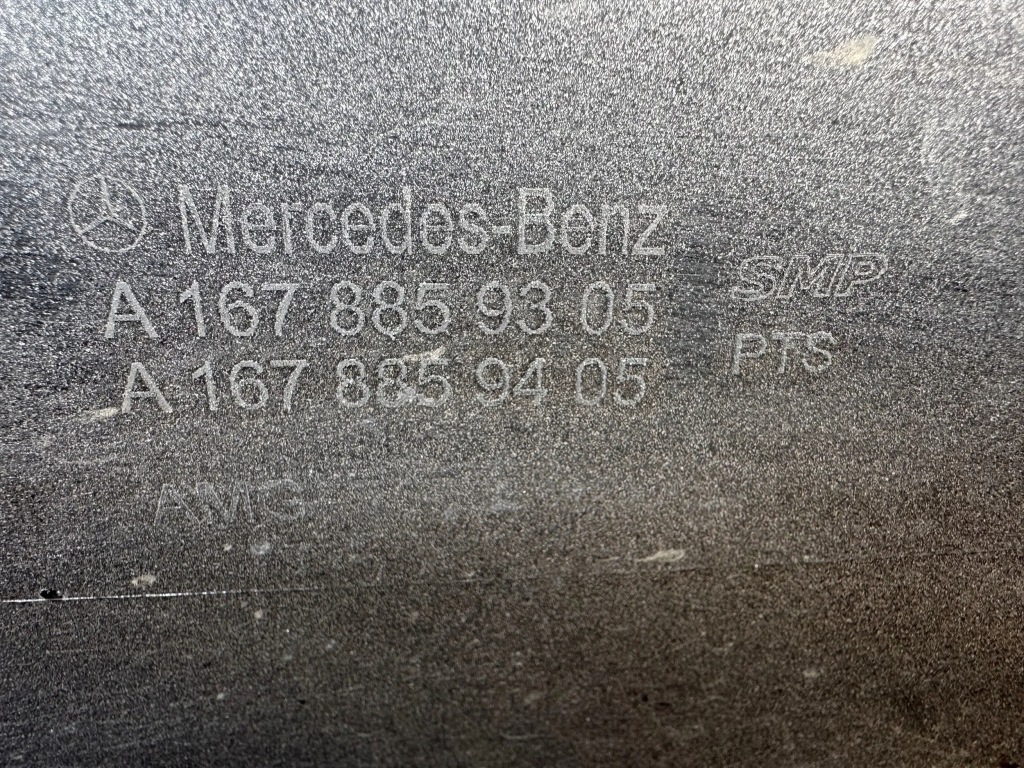 Mercedes-Benz
A 167 885 93 05
A 167 885 94 05
SMP
PTS
AMG